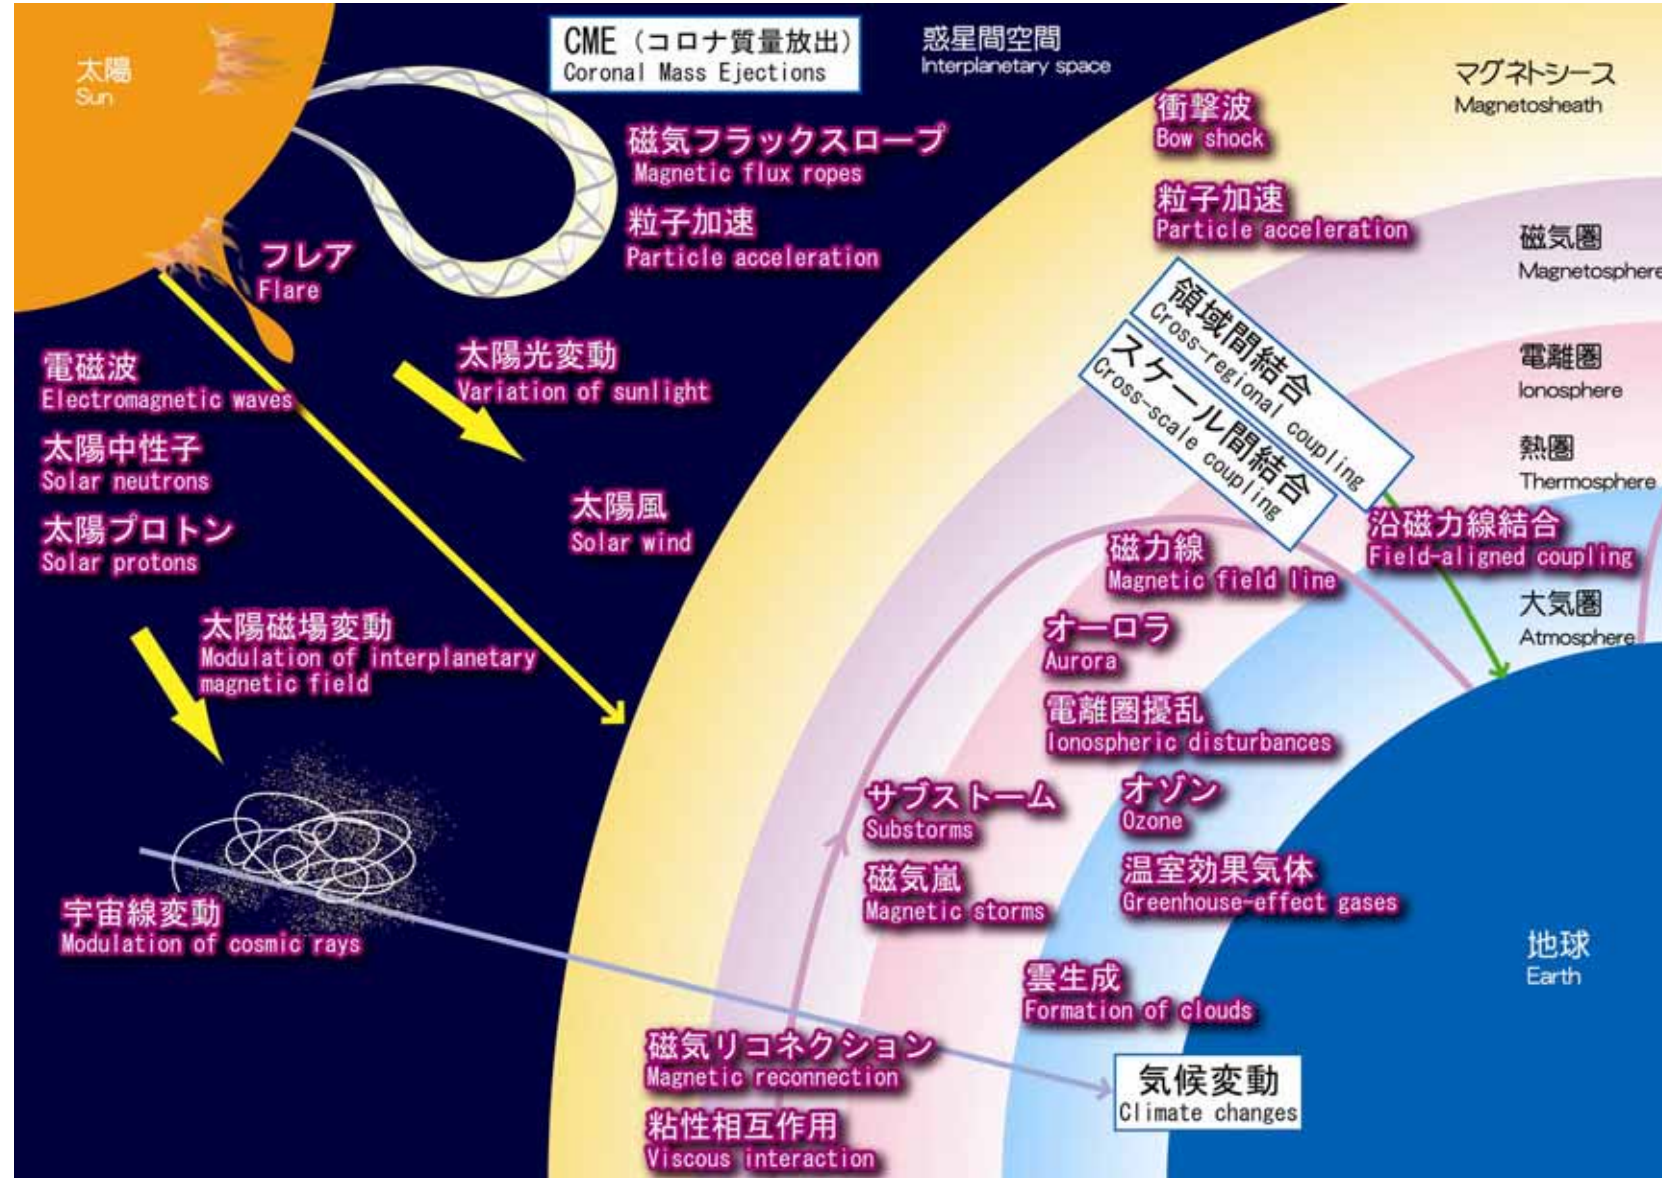 太陽
Sun
CME（コロナ質量放出）
Coronal Mass Ejections
惑星間空間
Interplanetary space
マグネトシース
Magnetosheath
衝撃波
Bow shock
磁気フラックスロープ
Magnetic flux ropes
粒子加速
Particle acceleration
粒子加速
Particle acceleration
磁気圏
Magnetosphere
フレア
Flare
領域間結合
Cross-regional coupling
スケール間結合
Cross-scale coupling
電離圏
Ionosphere
電磁波
Electromagnetic waves
太陽光変動
Variation of sunlight
太陽中性子
Solar neutrons
熱圏
Thermosphere
太陽プロトン
Solar protons
太陽風
Solar wind
沿磁力線結合
Field-aligned coupling
磁力線
Magnetic field line
大気圏
Atmosphere
太陽磁場変動
Modulation of interplanetary
magnetic field
オーロラ
Aurora
電離圏擾乱
Ionospheric disturbances
サブストーム
Substorms
オゾン
Ozone
磁気嵐
Magnetic storms
温室効果気体
Greenhouse-effect gases
宇宙線変動
Modulation of cosmic rays
地球
Earth
雲生成
Formation of clouds
磁気リコネクション
Magnetic reconnection
気候変動
Climate changes
粘性相互作用
Viscous interaction